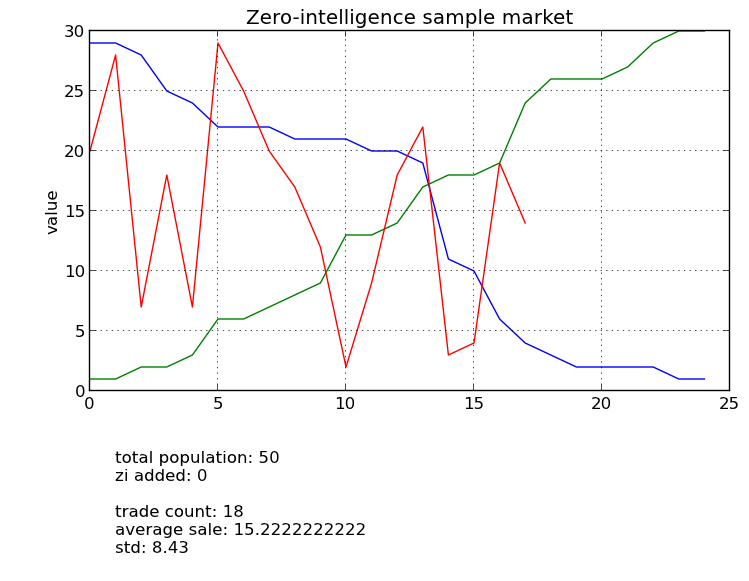 Zero-intelligence sample market
30
25
20
15
10
5
0
value
0 5 10 15 20 25
total population: 50
zi added: 0
trade count: 18
average sale: 15.2222222222
std: 8.43